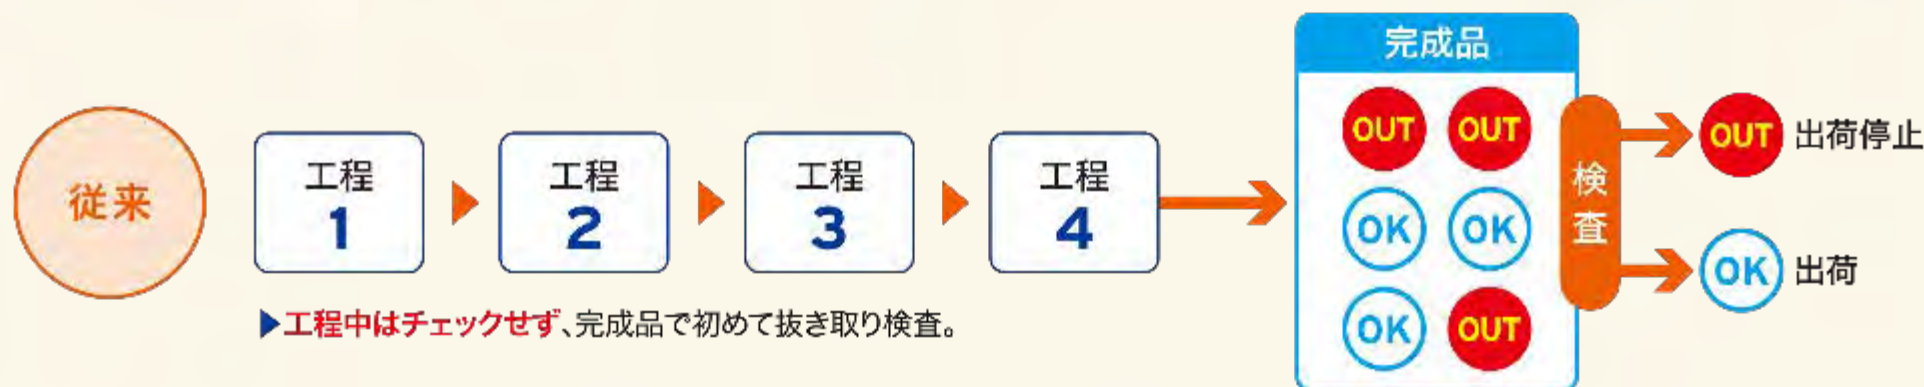 従来
工程
1
工程
2
工程
3
工程
4
▶工程中はチェックせず、完成品で初めて抜き取り検査。
完成品
OUT OUT
OK OK
OK OUT
検査
OUT 出荷停止
OK 出荷